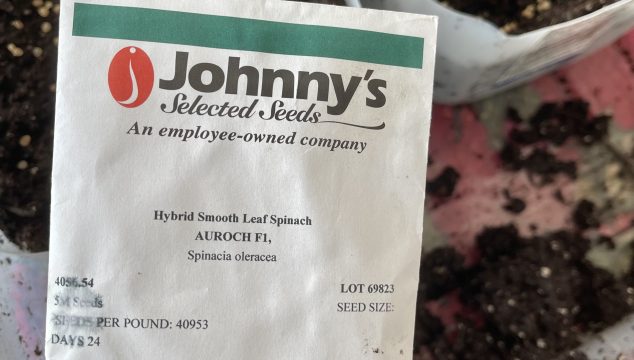 Johnny's
Selected Seeds
An employee-owned company
Hybrid Smooth Leaf Spinach
AUROCH F1,
Spinacia oleracea
4056.54
LOT 69823
Seeds
SEED SIZE:
SEEDS PER POUND: 40953
DAYS 24